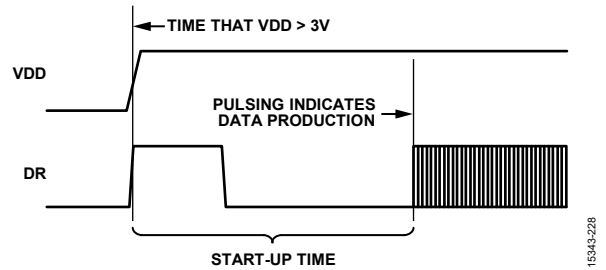 TIME THAT VDD > 3V
VDD
PULSING INDICATES
DATA PRODUCTION
DR
START-UP TIME
15343-228